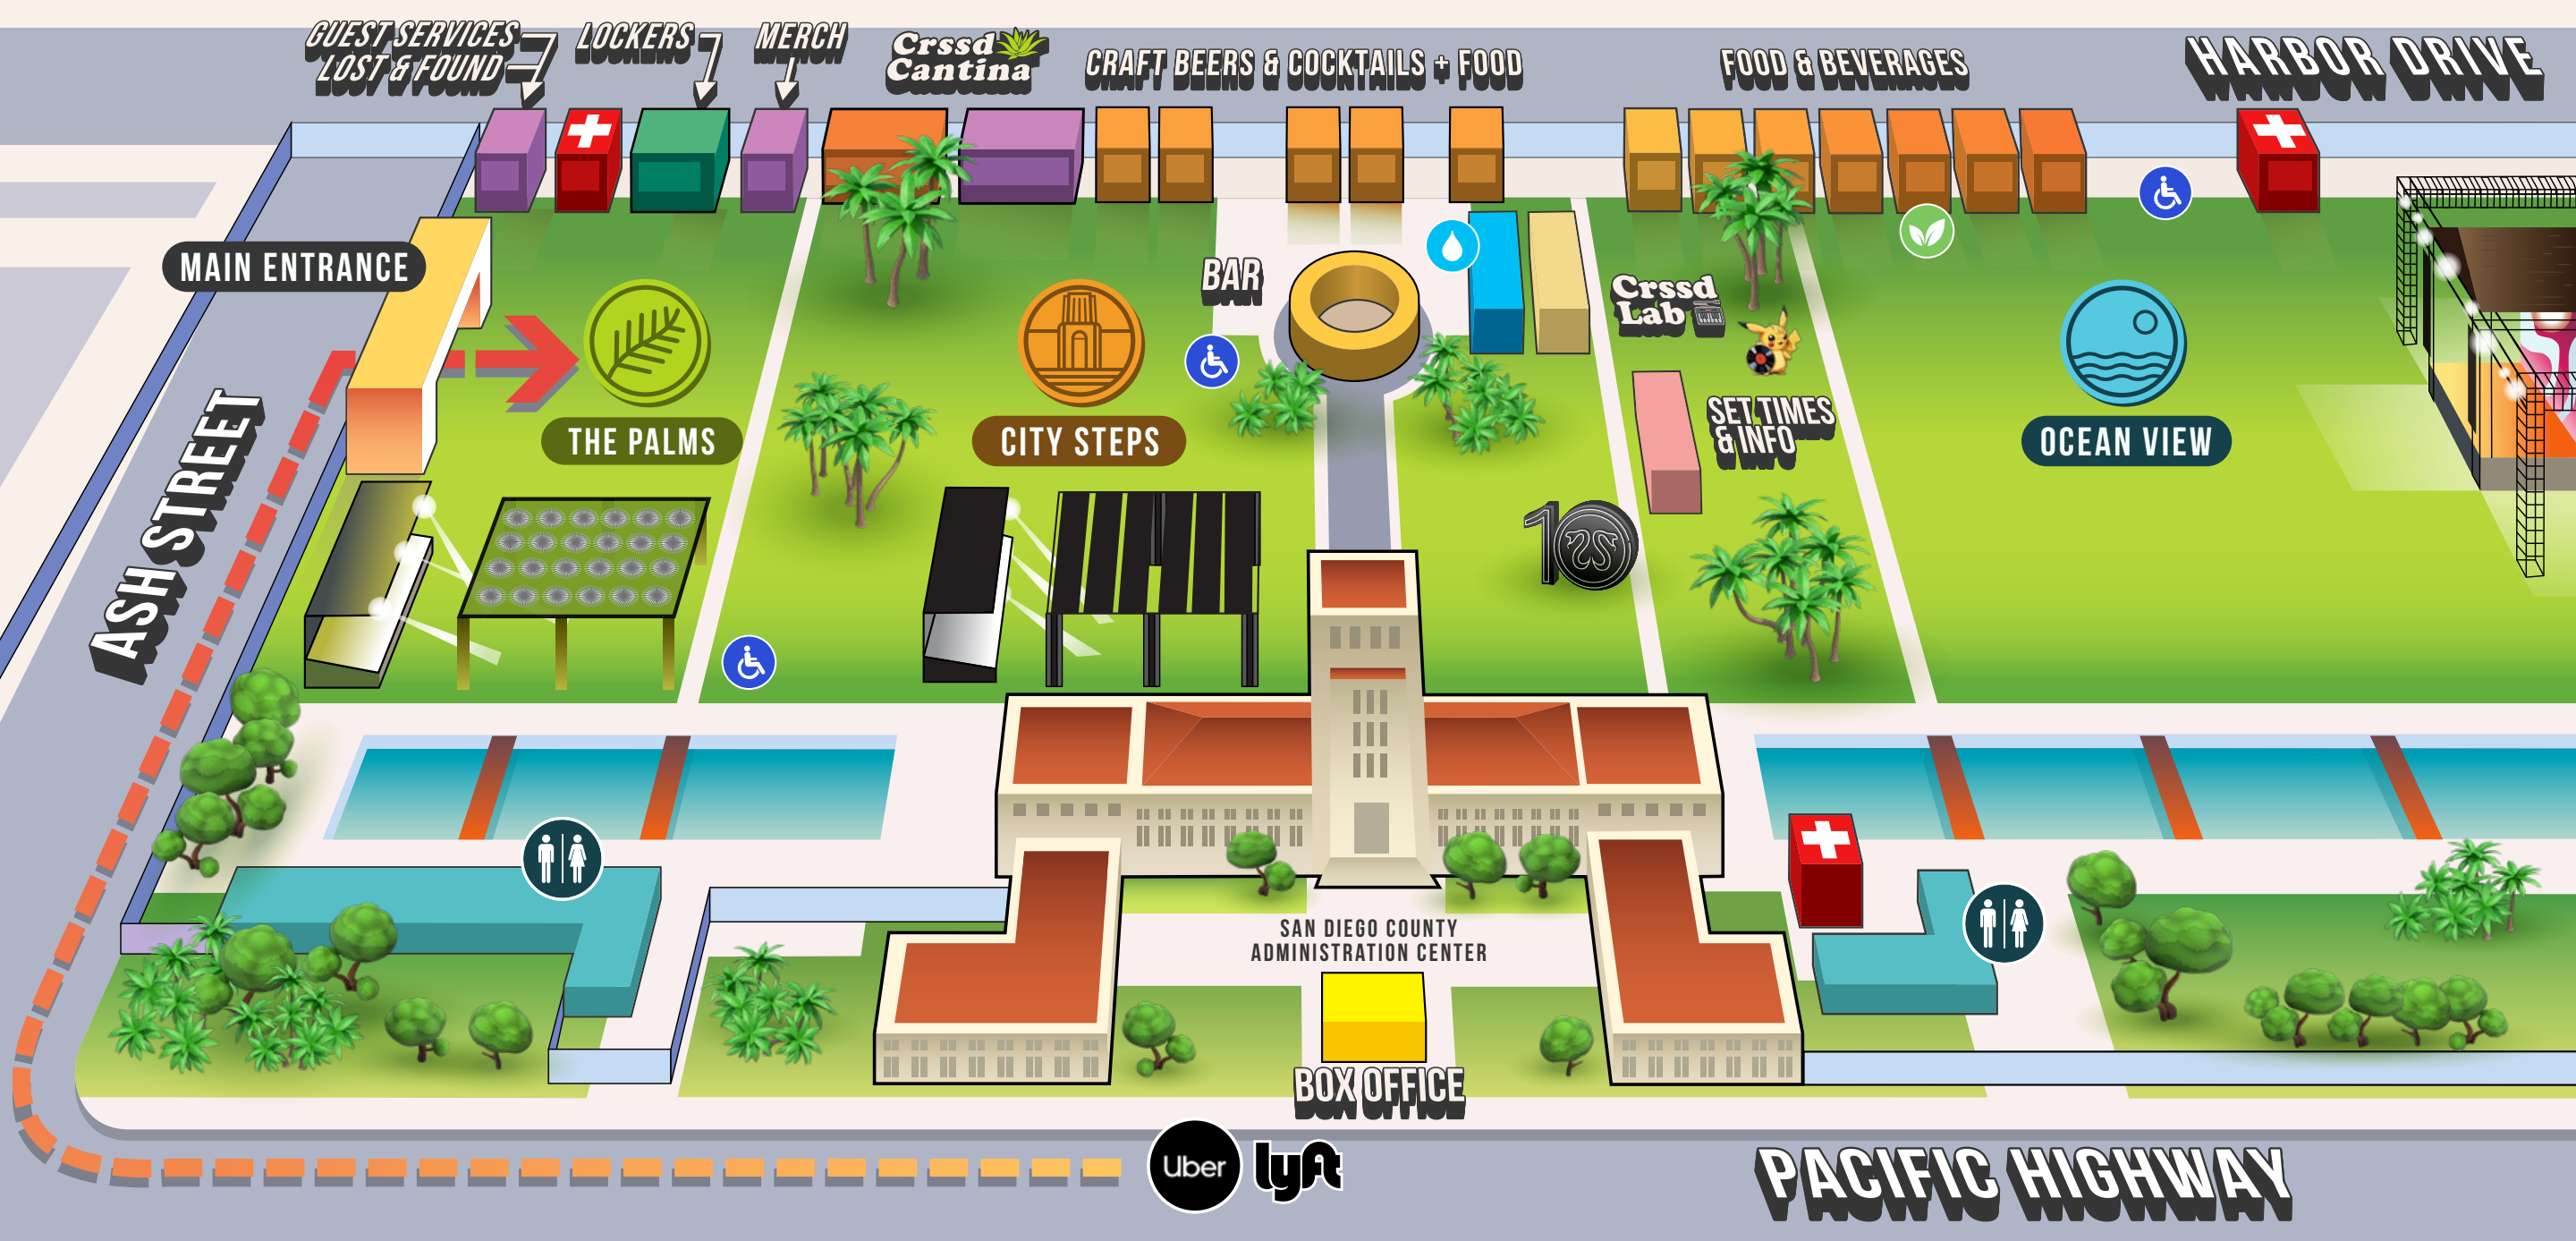 GUEST SERVICES
LOST & FOUND
LOCKERS
MERCH
Crssd
Cantina
CRAFT BEERS & COCKTAILS + FOOD
FOOD & BEVERAGES
HARBOR DRIVE
MAIN ENTRANCE
BAR
Crssd
Lab
THE PALMS
CITY STEPS
SET TIMES
& INFO
OCEAN VIEW
ASH STREET
10
SAN DIEGO COUNTY
ADMINISTRATION CENTER
BOX OFFICE
Uber
lyft
PACIFIC HIGHWAY